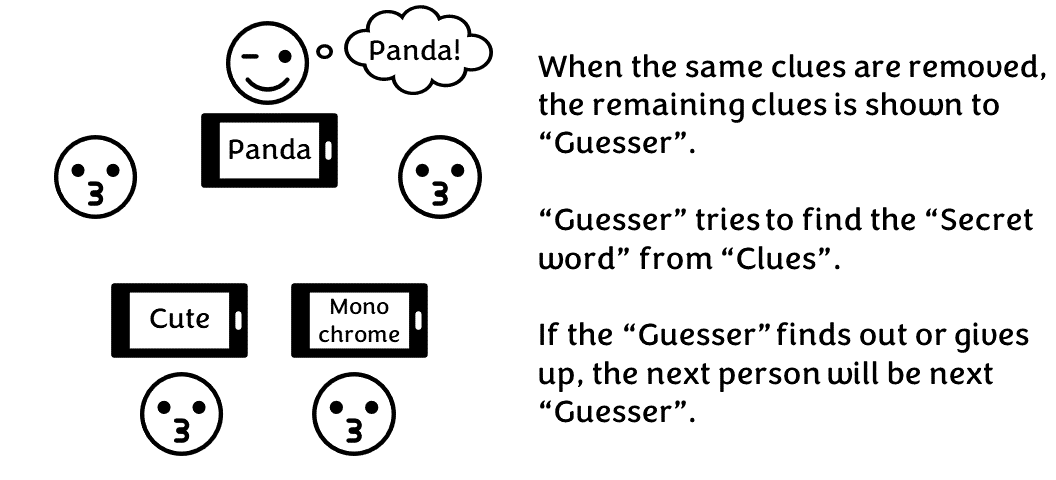 Panda!
Panda
Cute
Mono
chrome
When the same clues are removed,
the remaining clues is shown to
“Guesser”.
“Guesser” tries to find the “Secret
word” from “Clues”.
If the “Guesser” finds out or gives
up, the next person will be next
“Guesser”.